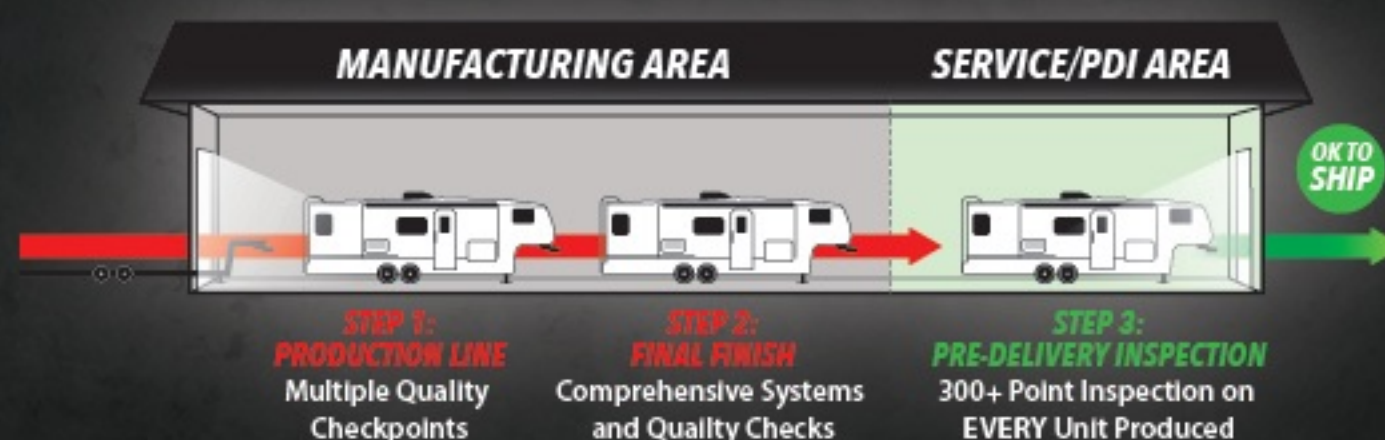 MANUFACTURING AREA
SERVICE/PDI AREA
OK TO
SHIP
STEP 1:
PRODUCTION LINE
Multiple Quality
Checkpoints
STEP 2:
FINAL FINISH
Comprehensive Systems
and Quality Checks
STEP 3:
PRE-DELIVERY INSPECTION
300+ Point Inspection on
EVERY Unit Produced